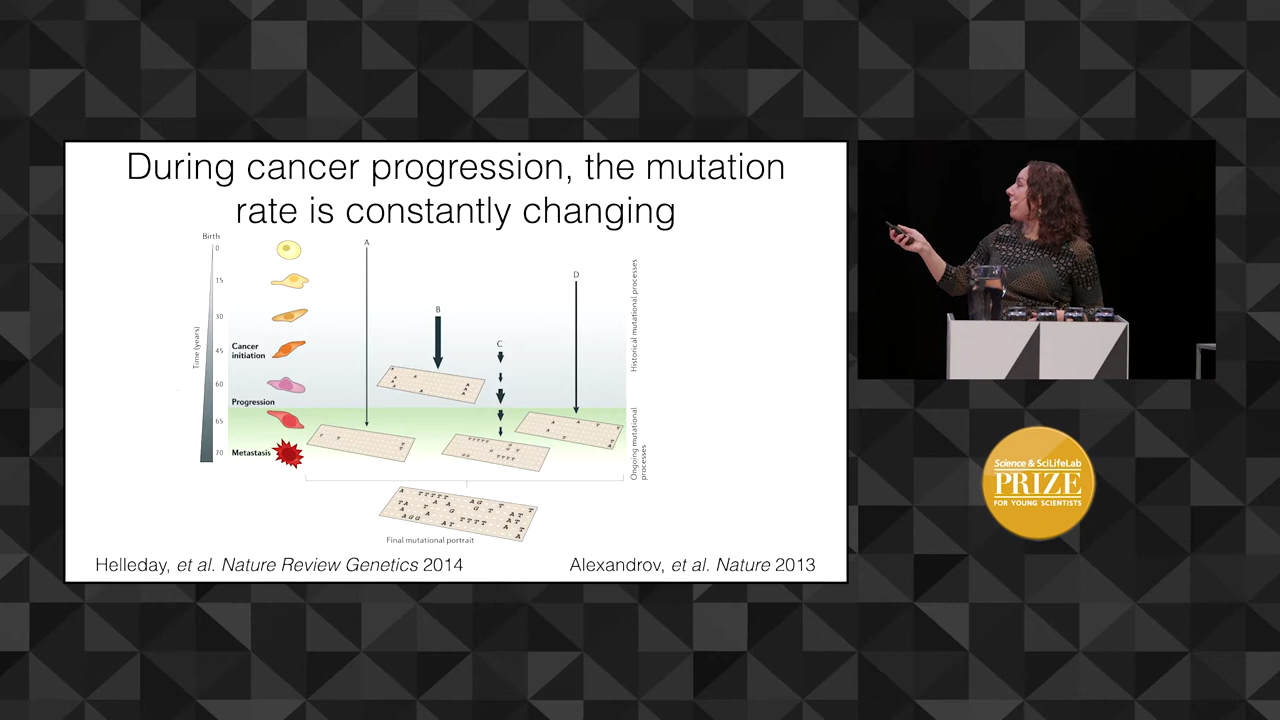 During cancer progression, the mutation
rate is constantly changing
Birth
0
15
30
45
60
65
70
Time (years)
Cancer
initiation
Progression
Metastasis
A
B
C
D
Historical mutational processes
Ongoing mutational
processes
Final mutational portrait
Helleday, et al. Nature Review Genetics 2014
Alexandrov, et al. Nature 2013
Science & SciLifeLab
PRIZE
FOR YOUNG SCIENTISTS